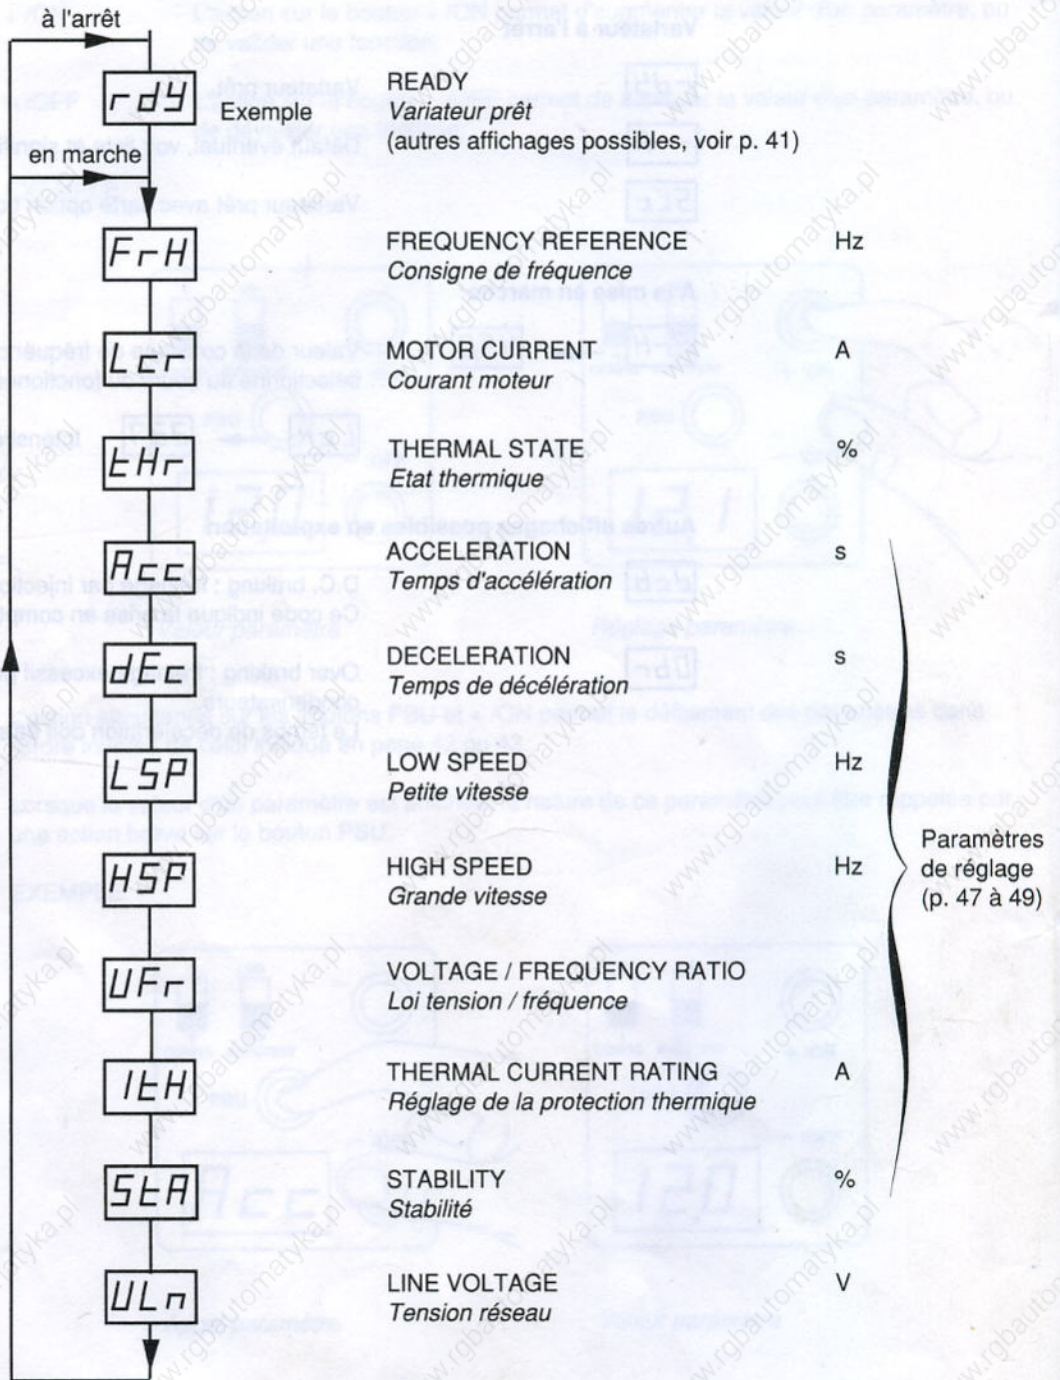 à l'arrêt
rdY
Exemple
READY
Variateur prêt
(autres affichages possibles, voir p. 41)
en marche
FrH
FREQUENCY REFERENCE
Hz
Consigne de fréquence
Lcr
MOTOR CURRENT
A
Courant moteur
tHr
THERMAL STATE
%
Etat thermique
Acc
ACCELERATION
s
Temps d'accélération
dEc
DECELERATION
s
Temps de décélération
LSP
LOW SPEED
Hz
Petite vitesse
HSP
HIGH SPEED
Hz
Grande vitesse
Paramètres
de réglage
(p. 47 à 49)
UFr
VOLTAGE / FREQUENCY RATIO
Loi tension / fréquence
ItH
THERMAL CURRENT RATING
A
Réglage de la protection thermique
StA
STABILITY
%
Stabilité
ULn
LINE VOLTAGE
V
Tension réseau
www.rgbautomatyka.pl